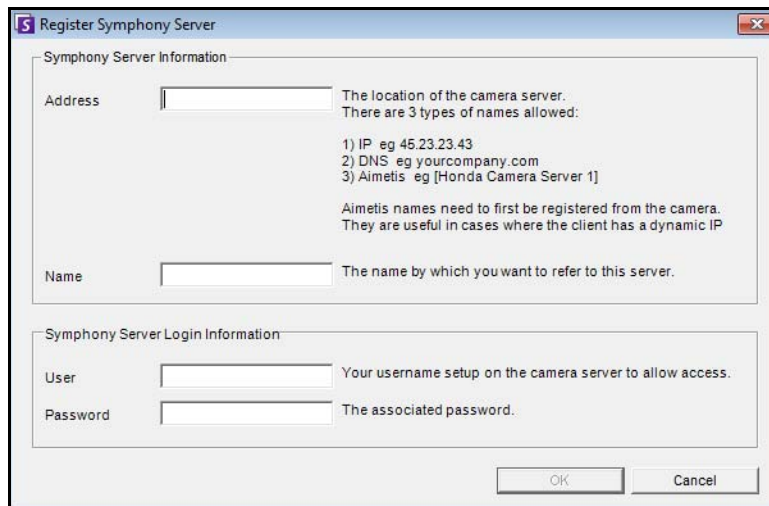 Register Symphony Server
Symphony Server Information
Address
The location of the camera server.
There are 3 types of names allowed:
1) IP eg 45.23.23.43
2) DNS eg yourcompany.com
3) Aimetis eg [Honda Camera Server 1]
Aimetis names need to first be registered from the camera.
They are useful in cases where the client has a dynamic IP
Name
The name by which you want to refer to this server.
Symphony Server Login Information
User
Your username setup on the camera server to allow access.
Password
The associated password.
OK
Cancel